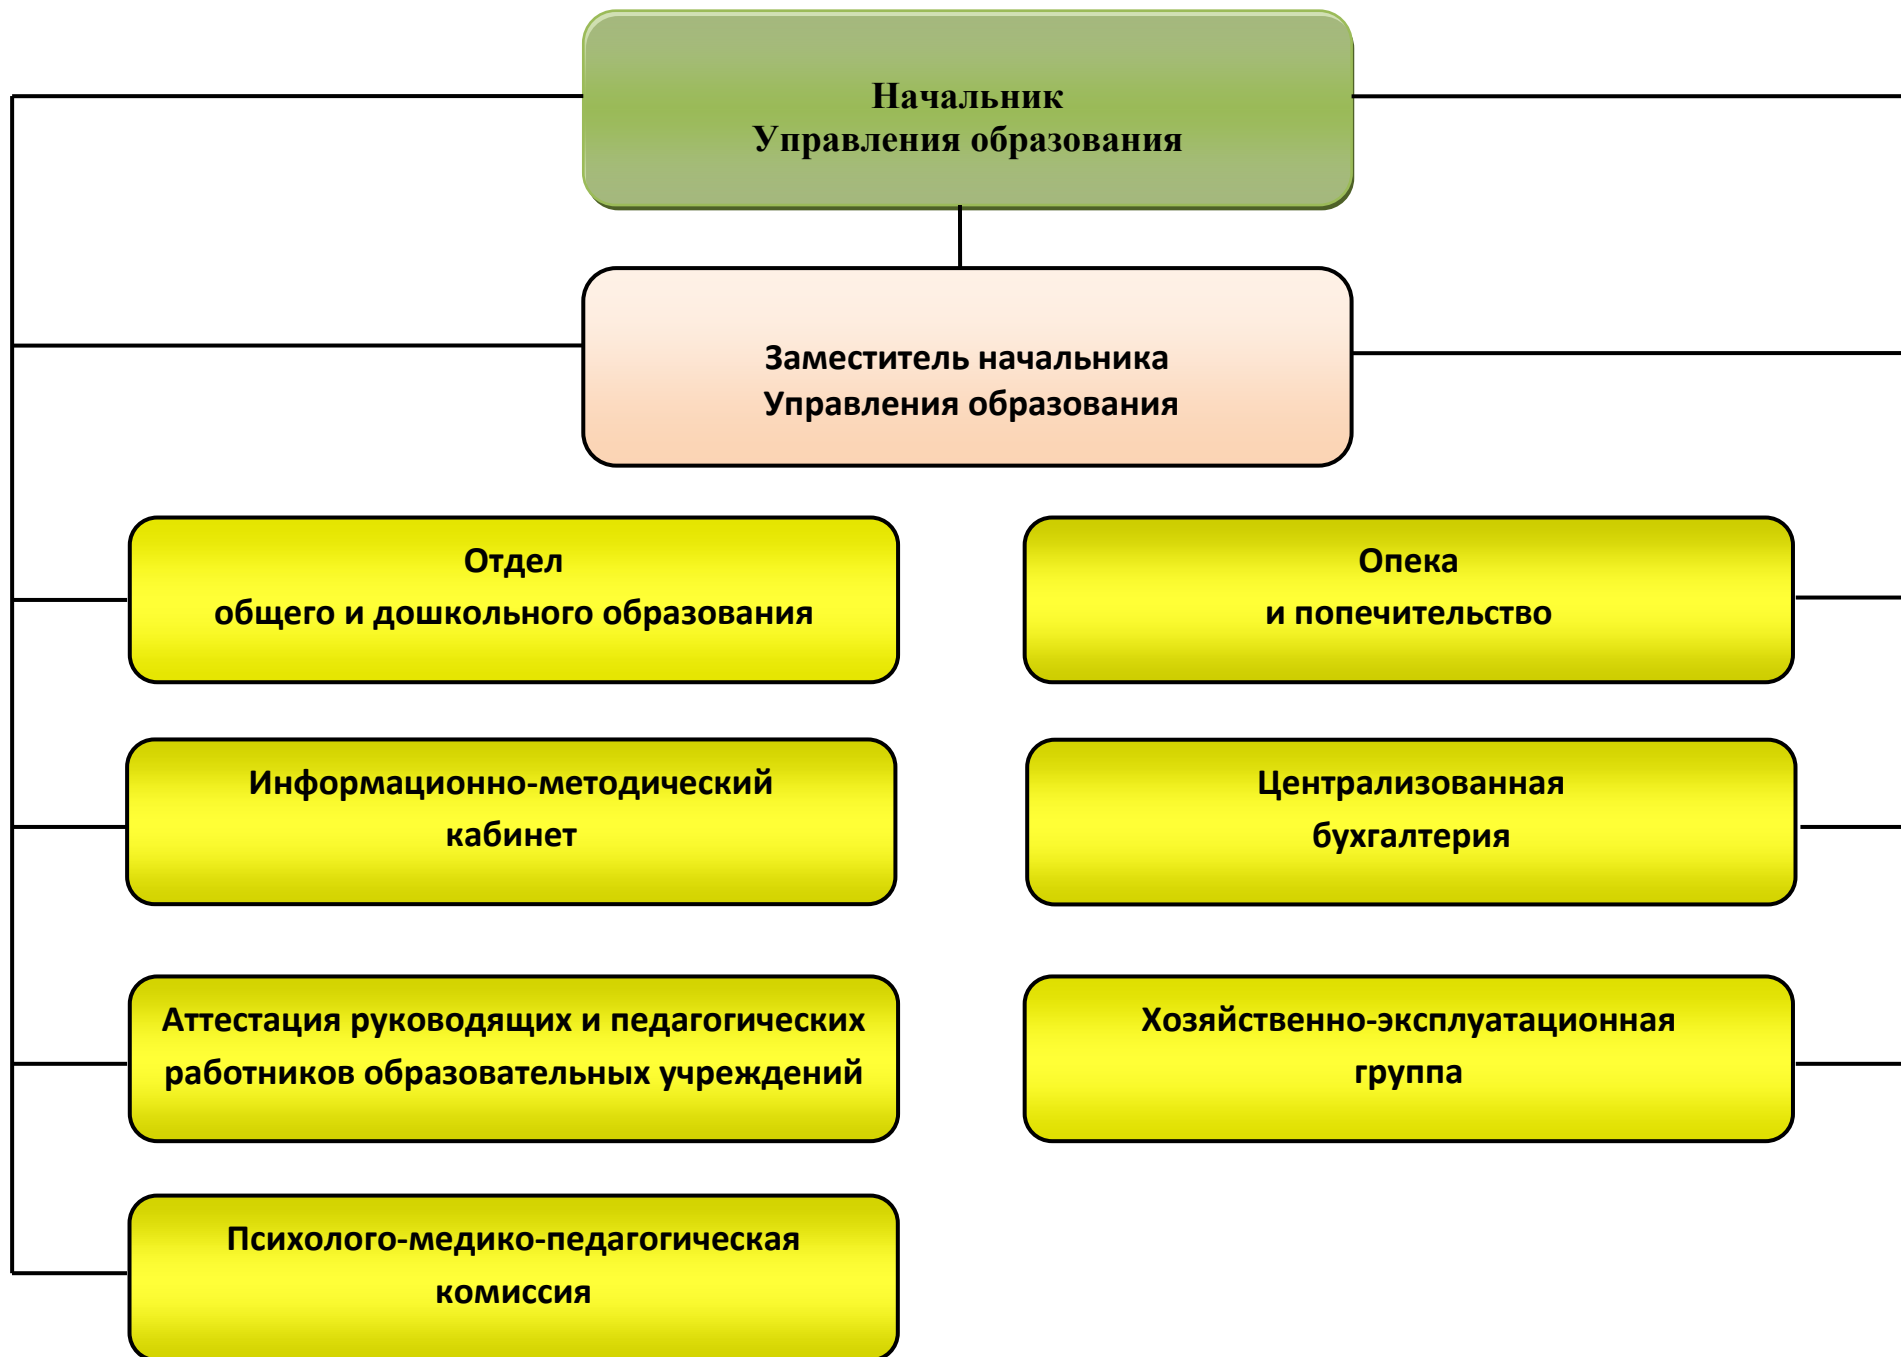 Начальник
Управления образования
Заместитель начальника
Управления образования
Отдел
общего и дошкольного образования
Опека
и попечительство
Информационно-методический
кабинет
Централизованная
бухгалтерия
Аттестация руководящих и педагогических
работников образовательных учреждений
Хозяйственно-эксплуатационная
группа
Психолого-медико-педагогическая
комиссия